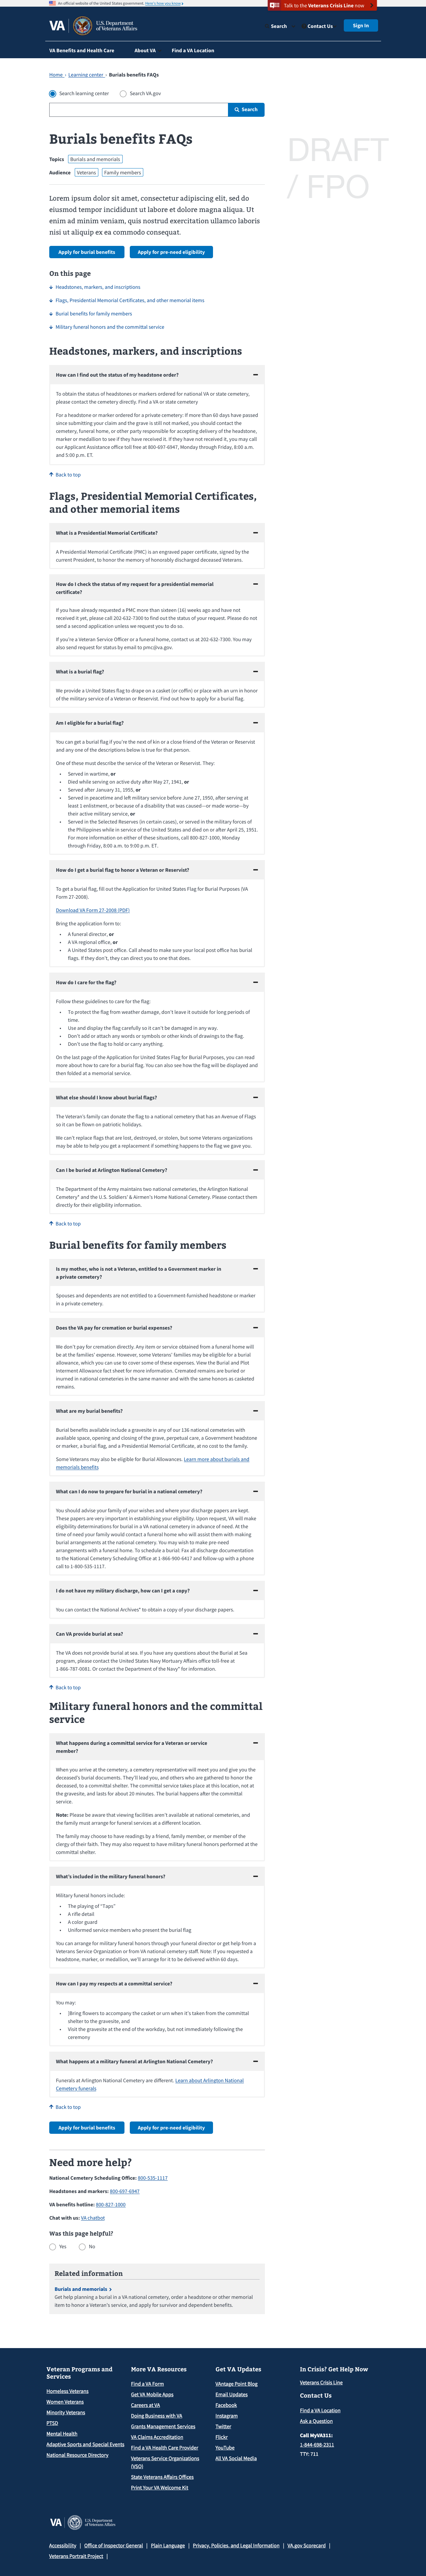 An official website of the United States government. Here's how you know
Talk to the Veterans Crisis Line now
VA
U.S. Department
of Veterans Affairs
Search
Contact Us
Sign in
VA Benefits and Health Care
About VA
Find a VA Location
Home › Learning center › Burials benefits FAQs
Search learning center
Search VA.gov
Search
DRAFT
/ FPO
Burials benefits FAQs
Topics Burials and memorials
Audience Veterans Family members
Lorem ipsum dolor sit amet, consectetur adipiscing elit, sed do
eiusmod tempor incididunt ut labore et dolore magna aliqua. Ut
enim ad minim veniam, quis nostrud exercitation ullamco laboris
nisi ut aliquip ex ea commodo consequat.
Apply for burial benefits
Apply for pre-need eligibility
On this page
Headstones, markers, and inscriptions
Flags, Presidential Memorial Certificates, and other memorial items
Burial benefits for family members
Military funeral honors and the committal service
Headstones, markers, and inscriptions
How can I find out the status of my headstone order?
To obtain the status of headstones or markers ordered for national VA or state cemetery,
please contact the cemetery directly. Find a VA or state cemetery
For a headstone or marker ordered for a private cemetery: if more than 60 days have passed
since submitting your claim and the grave is still not marked, you should contact the
cemetery, funeral home, or other party responsible for accepting delivery of the headstone,
marker or medallion to see if they have received it. If they have not received it, you may call
our Applicant Assistance office toll free at 800-697-6947, Monday through Friday, 8:00 a.m.
and 5:00 p.m. ET.
Back to top
Flags, Presidential Memorial Certificates,
and other memorial items
What is a Presidential Memorial Certificate?
A Presidential Memorial Certificate (PMC) is an engraved paper certificate, signed by the
current President, to honor the memory of honorably discharged deceased Veterans.
How do I check the status of my request for a presidential memorial
certificate?
If you have already requested a PMC more than sixteen (16) weeks ago and have not
received it yet, please call 202-632-7300 to find out the status of your request. Please do not
send a second application unless we request you to do so.
If you're a Veteran Service Officer or a funeral home, contact us at 202-632-7300. You may
also send request for status by email to pmc@va.gov.
What is a burial flag?
We provide a United States flag to drape on a casket (or coffin) or place with an urn in honor
of the military service of a Veteran or Reservist. Find out how to apply for a burial flag.
Am I eligible for a burial flag?
You can get a burial flag if you're the next of kin or a close friend of the Veteran or Reservist
and any one of the descriptions below is true for that person.
One of these must describe the service of the Veteran or Reservist. They:
• Served in wartime, or
• Died while serving on active duty after May 27, 1941, or
• Served after January 31, 1955, or
• Served in peacetime and left military service before June 27, 1950, after serving at
least 1 enlistment, or because of a disability that was caused—or made worse—by
their active military service, or
• Served in the Selected Reserves (in certain cases), or served in the military forces of
the Philippines while in service of the United States and died on or after April 25, 1951.
For more information on either of these situations, call 800-827-1000, Monday
through Friday, 8:00 a.m. to 9:00 p.m. ET.
How do I get a burial flag to honor a Veteran or Reservist?
To get a burial flag, fill out the Application for United States Flag for Burial Purposes (VA
Form 27-2008).
Download VA Form 27-2008 (PDF)
Bring the application form to:
• A funeral director, or
• A VA regional office, or
• A United States post office. Call ahead to make sure your local post office has burial
flags. If they don't, they can direct you to one that does.
How do I care for the flag?
Follow these guidelines to care for the flag.
• To protect the flag from weather damage, don't leave it outside for long periods of
time.
• Use and display the flag carefully so it can't be damaged in any way.
• Don't add or attach any words or symbols or other kinds of drawings to the flag.
• Don't use the flag to hold or carry anything.
On the last page of the Application for United States Flag for Burial Purposes, you can read
more about how to care for a burial flag. You can also see how the flag will be displayed and
then folded at a memorial service.
What else should I know about burial flags?
The Veteran's family can donate the flag to a national cemetery that has an Avenue of Flags
so it can be flown on patriotic holidays.
We can't replace flags that are lost, destroyed, or stolen, but some Veterans organizations
may be able to help you get a replacement if something happens to the flag we gave you.
Can I be buried at Arlington National Cemetery?
The Department of the Army maintains two national cemeteries, the Arlington National
Cemetery* and the U.S. Soldiers' & Airmen's Home National Cemetery. Please contact them
directly for their eligibility information.
Back to top
Burial benefits for family members
Is my mother, who is not a Veteran, entitled to a Government marker in
a private cemetery?
Spouses and dependents are not entitled to a Government-furnished headstone or marker
in a private cemetery.
Does the VA pay for cremation or burial expenses?
We don't pay for cremation directly. Any item or service obtained from a funeral home will
be at the families' expense. However, some Veterans' families may be eligible for a burial
allowance, which you can use to cover some of these expenses. View the Burial and Plot
Interment Allowance fact sheet for more information. Cremated remains are buried or
inurned in national cemeteries in the same manner and with the same honors as casketed
remains.
What are my burial benefits?
Burial benefits available include a gravesite in any of our 136 national cemeteries with
available space, opening and closing of the grave, perpetual care, a Government headstone
or marker, a burial flag, and a Presidential Memorial Certificate, at no cost to the family.
Some Veterans may also be eligible for Burial Allowances. Learn more about burials and
memorials benefits
What can I do now to prepare for burial in a national cemetery?
You should advise your family of your wishes and where your discharge papers are kept.
These papers are very important in establishing your eligibility. Upon request, VA will make
eligibility determinations for burial in a VA national cemetery in advance of need. At the
time of need your family would contact a funeral home who would assist them with making
burial arrangements at the national cemetery. You may wish to make pre-need
arrangements with a funeral home. To schedule a burial: Fax all discharge documentation
to the National Cemetery Scheduling Office at 1-866-900-6417 and follow-up with a phone
call to 1-800-535-1117.
I do not have my military discharge, how can I get a copy?
You can contact the National Archives* to obtain a copy of your discharge papers.
Can VA provide burial at sea?
The VA does not provide burial at sea. If you have any questions about the Burial at Sea
program, please contact the United States Navy Mortuary Affairs office toll-free at
1-866-787-0081. Or contact the Department of the Navy* for information.
Back to top
Military funeral honors and the committal
service
What happens during a committal service for a Veteran or service
member?
When you arrive at the cemetery, a cemetery representative will meet you and give you the
deceased's burial documents. They'll lead you, and others who are gathered to honor the
deceased, to a committal shelter. The committal service takes place at this location, not at
the gravesite, and lasts for about 20 minutes. The burial happens after the committal
service.
Note: Please be aware that viewing facilities aren't available at national cemeteries, and
the family must arrange for funeral services at a different location.
The family may choose to have readings by a friend, family member, or member of the
clergy of their faith. They may also request to have military funeral honors performed at the
committal shelter.
What's included in the military funeral honors?
Military funeral honors include:
• The playing of "Taps"
• A rifle detail
• A color guard
• Uniformed service members who present the burial flag
You can arrange for military funeral honors through your funeral director or get help from a
Veterans Service Organization or from VA national cemetery staff. Note: If you requested a
headstone, marker, or medallion, we'll arrange for it to be delivered within 60 days.
How can I pay my respects at a committal service?
You may:
• [Bring flowers to accompany the casket or urn when it's taken from the committal
shelter to the gravesite, and
• Visit the gravesite at the end of the workday, but not immediately following the
ceremony
What happens at a military funeral at Arlington National Cemetery?
Funerals at Arlington National Cemetery are different. Learn about Arlington National
Cemetery funerals
Back to top
Apply for burial benefits
Apply for pre-need eligibility
Need more help?
National Cemetery Scheduling Office: 800-535-1117
Headstones and markers: 800-697-6947
VA benefits hotline: 800-827-1000
Chat with us: VA chatbot
Was this page helpful?
Yes
No
Related information
Burials and memorials
Get help planning a burial in a VA national cemetery, order a headstone or other memorial
item to honor a Veteran's service, and apply for survivor and dependent benefits.
Veteran Programs and
Services
Homeless Veterans
Women Veterans
Minority Veterans
PTSD
Mental Health
Adaptive Sports and Special Events
National Resource Directory
More VA Resources
Find a VA Form
Get VA Mobile Apps
Careers at VA
Doing Business with VA
Grants Management Services
VA Claims Accreditation
Find a VA Health Care Provider
Veterans Service Organizations
(VSO)
State Veterans Affairs Offices
Print Your VA Welcome Kit
Get VA Updates
VAntage Point Blog
Email Updates
Facebook
Instagram
Twitter
Flickr
YouTube
All VA Social Media
In Crisis? Get Help Now
Veterans Crisis Line
Contact Us
Find a VA Location
Ask a Question
Call MyVA311:
1-844-698-2311
TTY: 711
VA
U.S. Department
of Veterans Affairs
Accessibility | Office of Inspector General | Plain Language | Privacy, Policies, and Legal Information | VA.gov Scorecard |
Veterans Portrait Project |